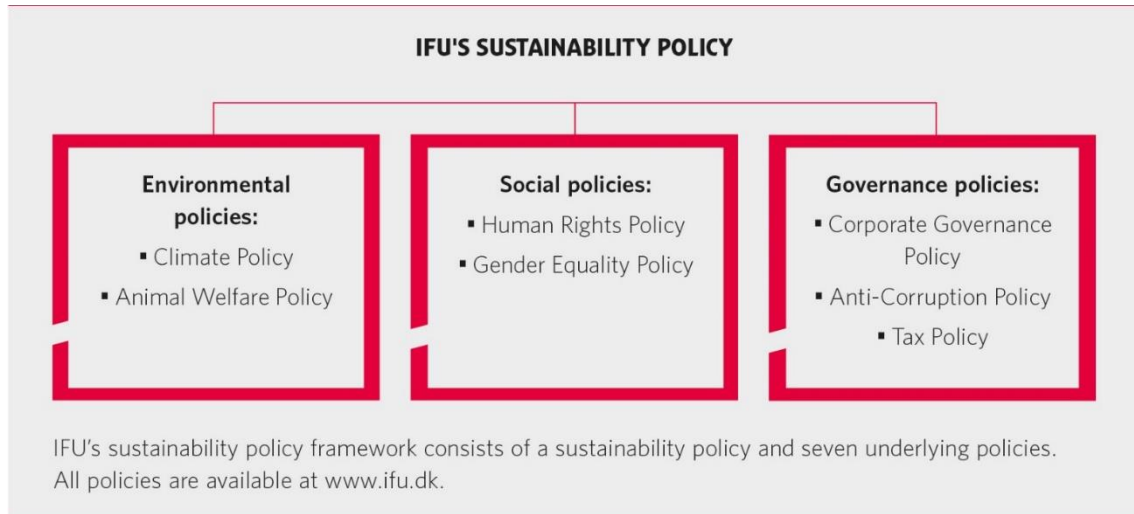 IFU'S SUSTAINABILITY POLICY
Environmental
policies:
▪ Climate Policy
▪ Animal Welfare Policy
Social policies:
▪ Human Rights Policy
▪ Gender Equality Policy
Governance policies:
▪ Corporate Governance
Policy
▪ Anti-Corruption Policy
▪ Tax Policy
IFU's sustainability policy framework consists of a sustainability policy and seven underlying policies.
All policies are available at www.ifu.dk.